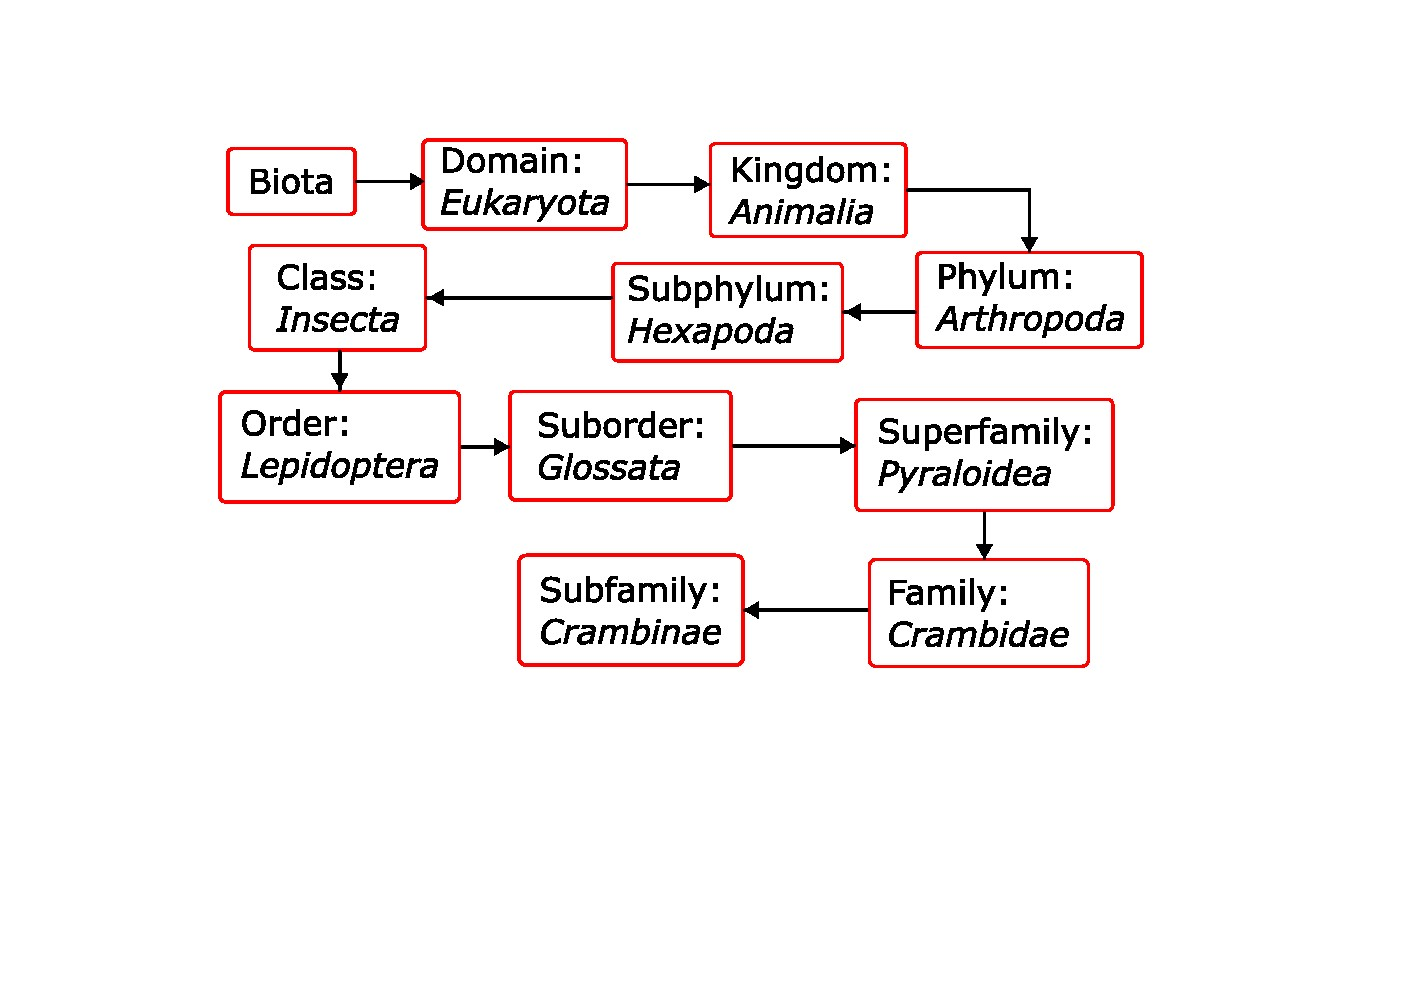 Biota
Domain:
Eukaryota
Kingdom:
Animalia
Phylum:
Arthropoda
Subphylum:
Hexapoda
Class:
Insecta
Order:
Lepidoptera
Suborder:
Glossata
Superfamily:
Pyraloidea
Family:
Crambidae
Subfamily:
Crambinae